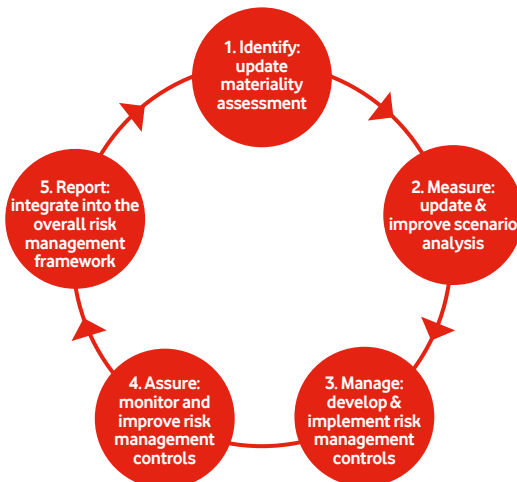 1. Identify:
update
materiality
assessment
2. Measure:
update &
improve scenario
analysis
3. Manage:
develop &
implement risk
management
controls
4. Assure:
monitor and
improve risk
management
controls
5. Report:
integrate into the
overall risk
management
framework